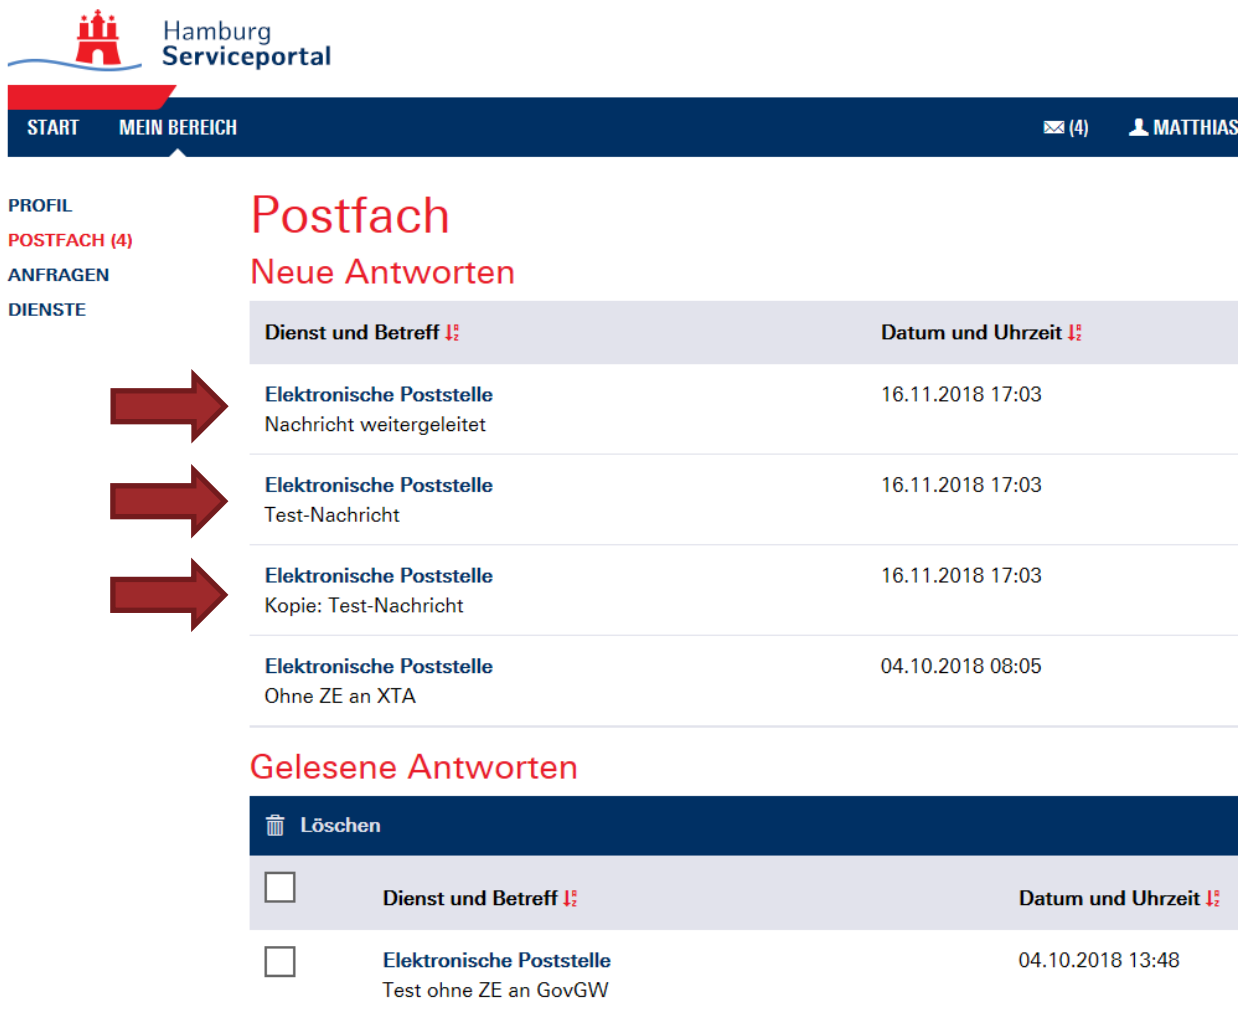 Hamburg
Serviceportal
START MEIN BEREICH (4) MATTHIAS
PROFIL
POSTFACH (4)
ANFRAGEN
DIENSTE
Postfach
Neue Antworten
Dienst und Betreff Datum und Uhrzeit
Elektronische Poststelle 16.11.2018 17:03
Nachricht weitergeleitet
Elektronische Poststelle 16.11.2018 17:03
Test-Nachricht
Elektronische Poststelle 16.11.2018 17:03
Kopie: Test-Nachricht
Elektronische Poststelle 04.10.2018 08:05
Ohne ZE an XTA
Gelesene Antworten
Löschen
Dienst und Betreff Datum und Uhrzeit
Elektronische Poststelle 04.10.2018 13:48
Test ohne ZE an GovGW